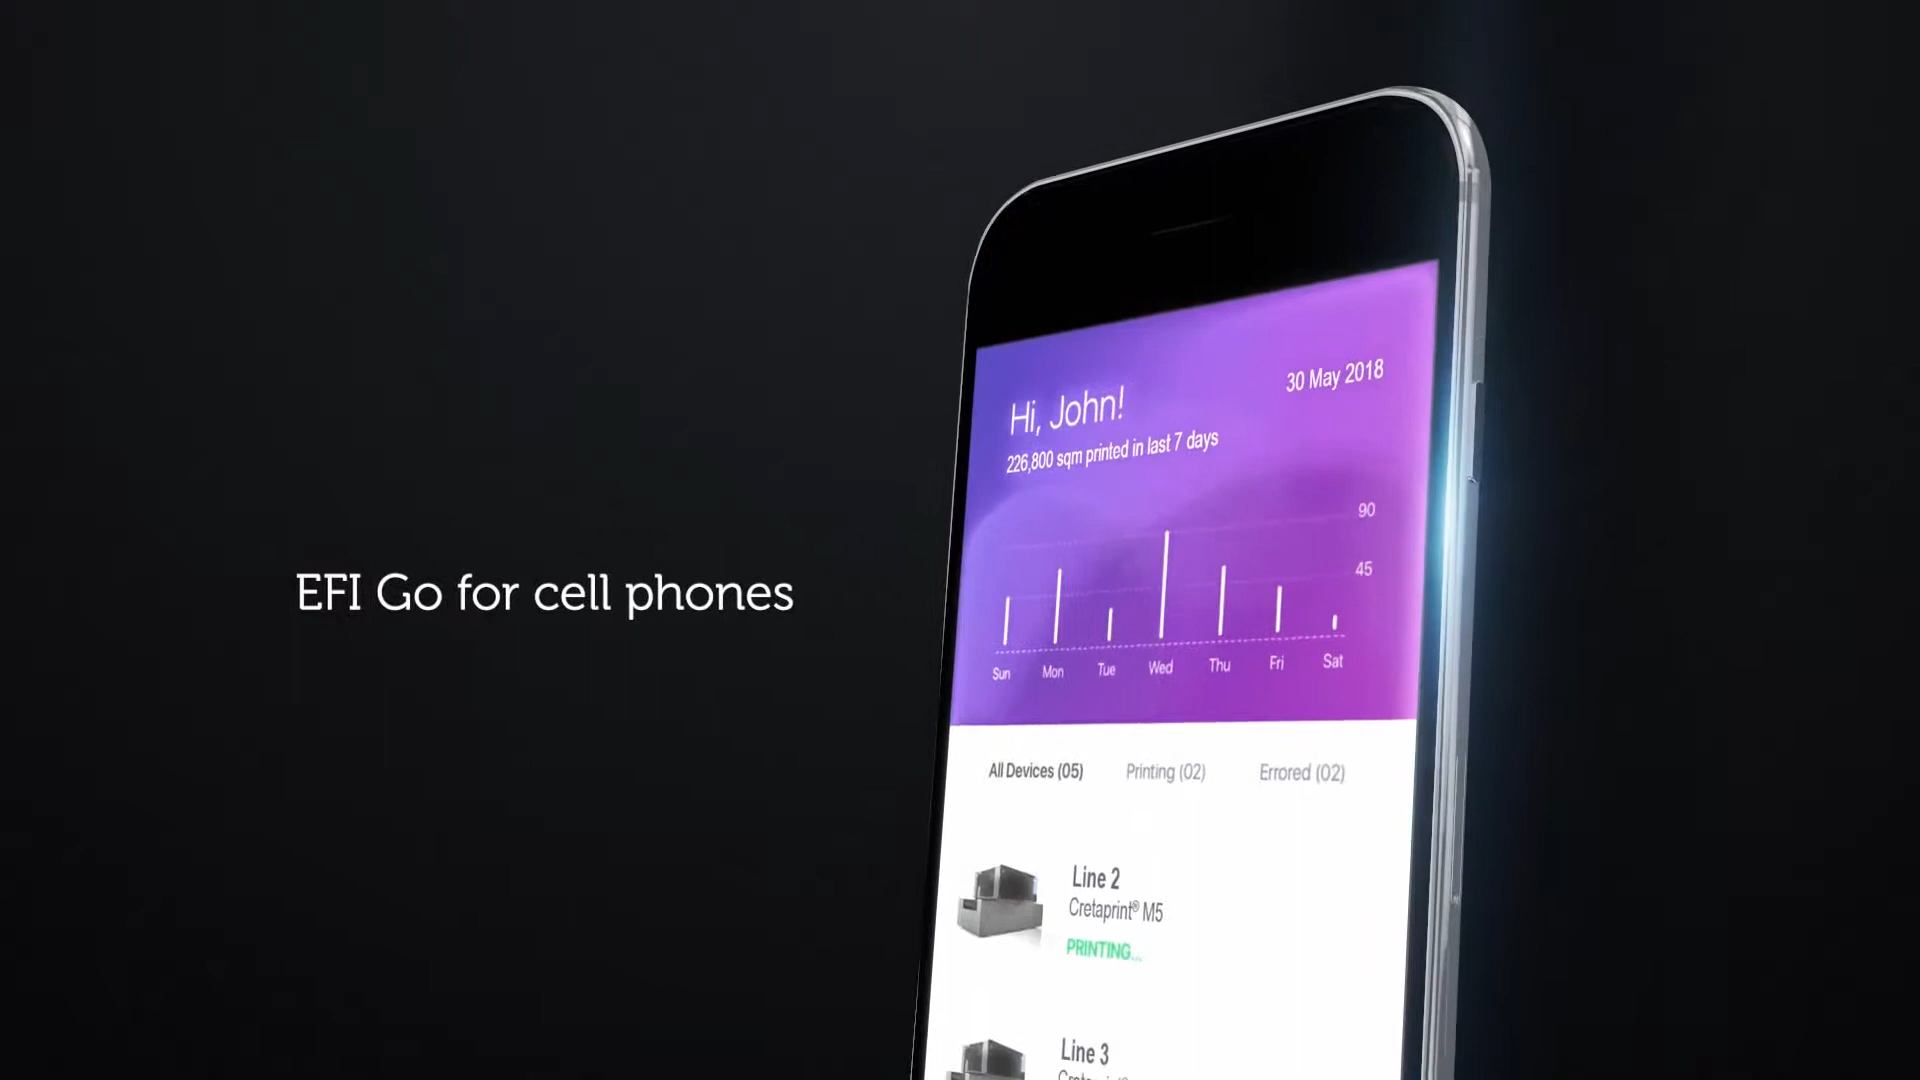 EFI Go for cell phones
30 May 2018
Hi, John!
226,800 sqm printed in last 7 days
90
45
Sun Mon Tue Wed Thu Fri Sat
All Devices (05) Printing (02) Errored (02)
Line 2
Cretaprint® M5
PRINTING...
Line 3